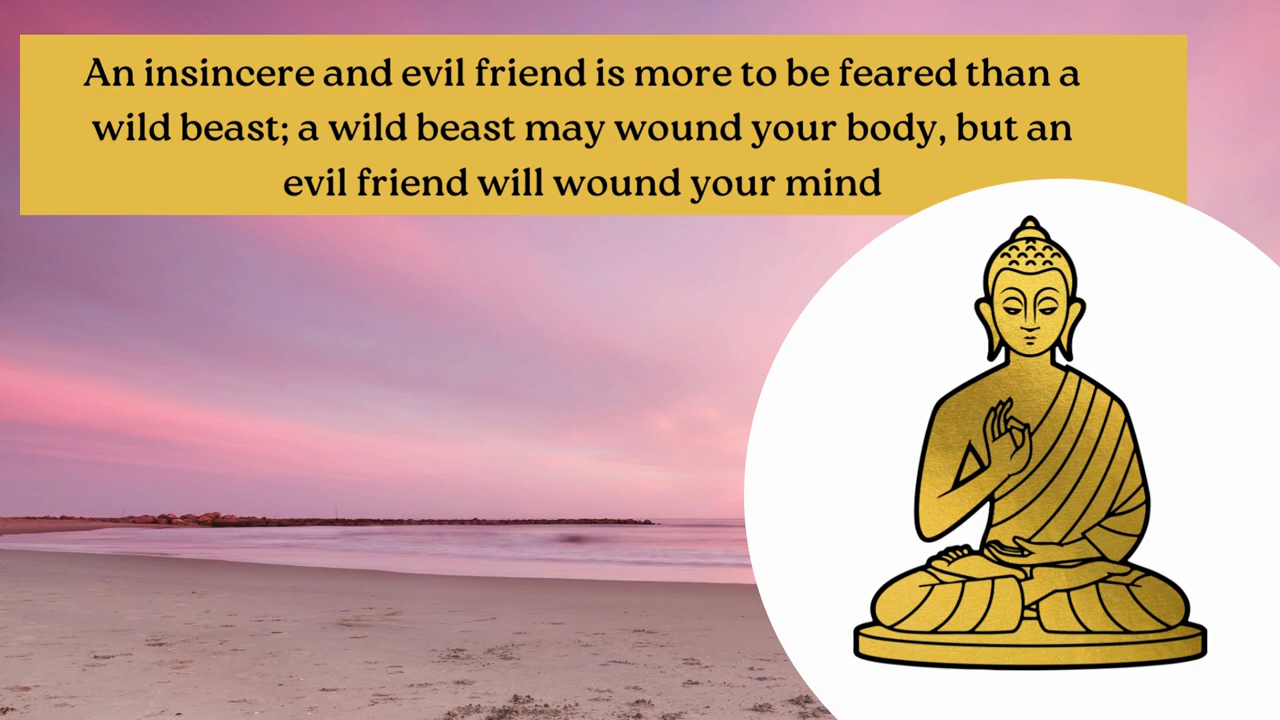 An insincere and evil friend is more to be feared than a
wild beast; a wild beast may wound your body, but an
evil friend will wound your mind